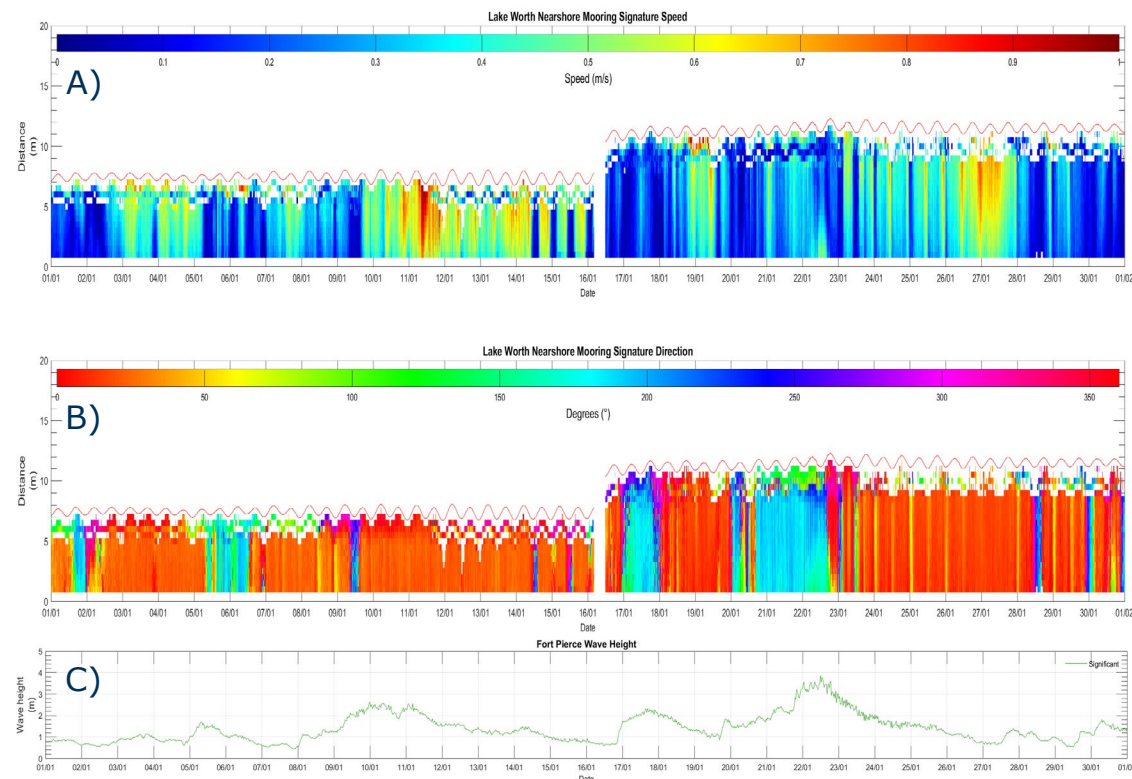 Lake Worth Nearshore Mooring Signature Speed
20
15
10
5
0
Distance
(m)
A)
0 0.1 0.2 0.3 0.4 0.5 0.6 0.7 0.8 0.9 1
Speed (m/s)
01/01 02/01 03/01 04/01 05/01 06/01 07/01 08/01 09/01 10/01 11/01 12/01 13/01 14/01 15/01 16/01 17/01 18/01 19/01 20/01 21/01 22/01 23/01 24/01 25/01 26/01 27/01 28/01 29/01 30/01 01/02
Date
Lake Worth Nearshore Mooring Signature Direction
20
15
10
5
0
Distance
(m)
B)
0 50 100 150 200 250 300 350
Degrees (°)
01/01 02/01 03/01 04/01 05/01 06/01 07/01 08/01 09/01 10/01 11/01 12/01 13/01 14/01 15/01 16/01 17/01 18/01 19/01 20/01 21/01 22/01 23/01 24/01 25/01 26/01 27/01 28/01 29/01 30/01 01/02
Date
Fort Pierce Wave Height
5
4
3
2
1
0
Wave height
(m)
C)
Significant
01/01 02/01 03/01 04/01 05/01 06/01 07/01 08/01 09/01 10/01 11/01 12/01 13/01 14/01 15/01 16/01 17/01 18/01 19/01 20/01 21/01 22/01 23/01 24/01 25/01 26/01 27/01 28/01 29/01 30/01 01/0
Date